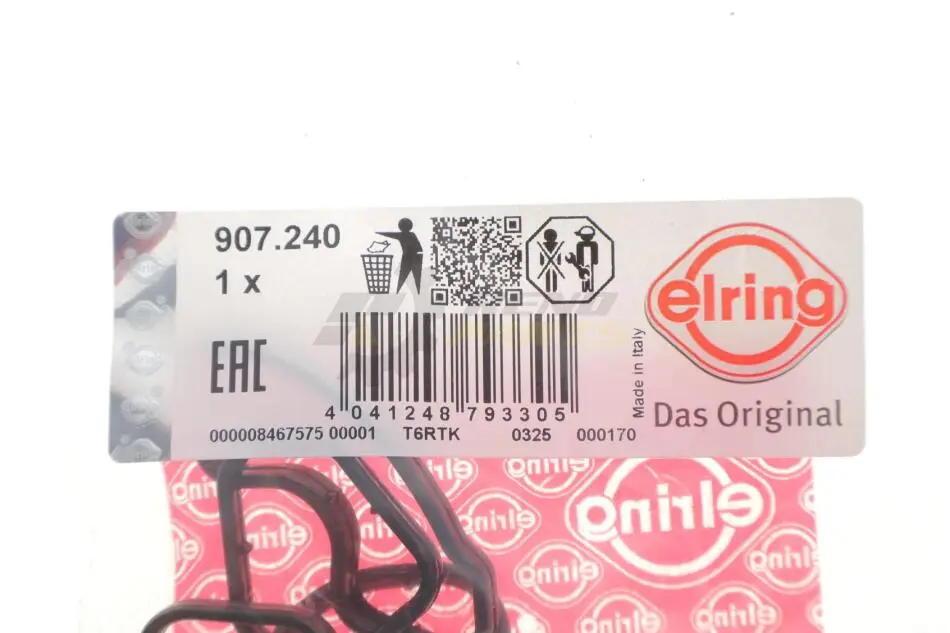 907.240
1 x
EAC
4 041248 793305
Made in Italy
elring
Das Original
000008467575 00001 T6RTK 0325 000170
elring
elring
elring
elring